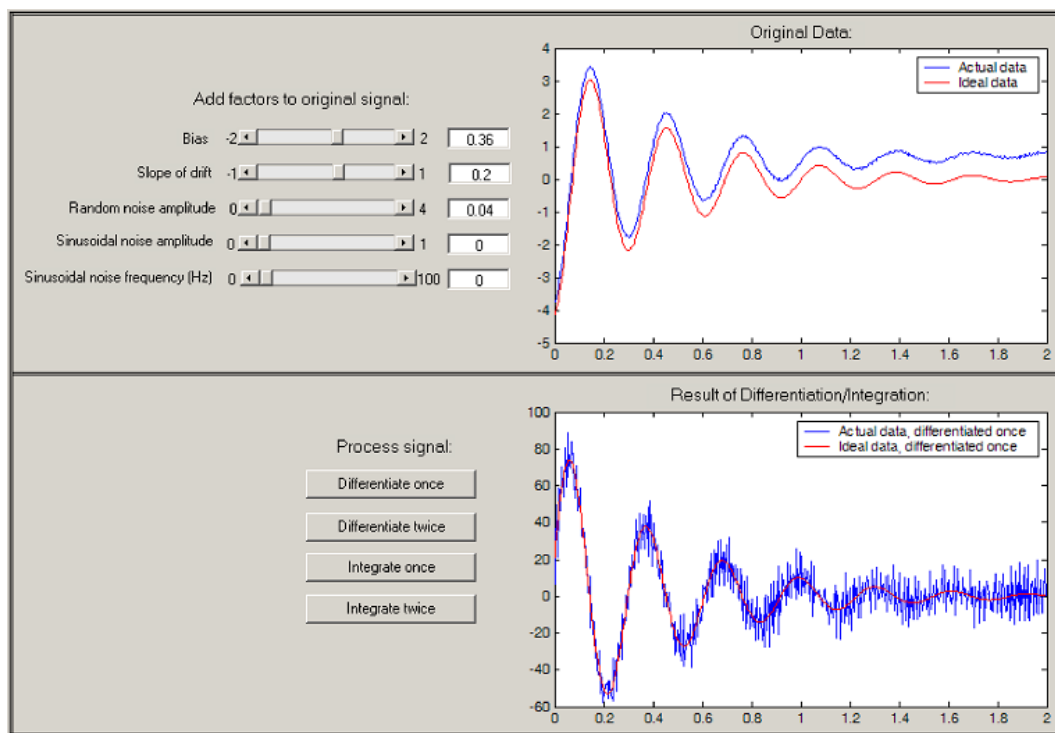 Add factors to original signal:
Bias -2 2 0.36
Slope of drift -1 1 0.2
Random noise amplitude 0 4 0.04
Sinusoidal noise amplitude 0 1 0
Sinusoidal noise frequency (Hz) 0 100 0
Original Data:
Actual data
Ideal data
4
3
2
1
0
-1
-2
-3
-4
-5
0 0.2 0.4 0.6 0.8 1 1.2 1.4 1.6 1.8 2
Process signal:
Differentiate once
Differentiate twice
Integrate once
Integrate twice
Result of Differentiation/Integration:
Actual data, differentiated once
Ideal data, differentiated once
100
80
60
40
20
0
-20
-40
-60
0 0.2 0.4 0.6 0.8 1 1.2 1.4 1.6 1.8 2